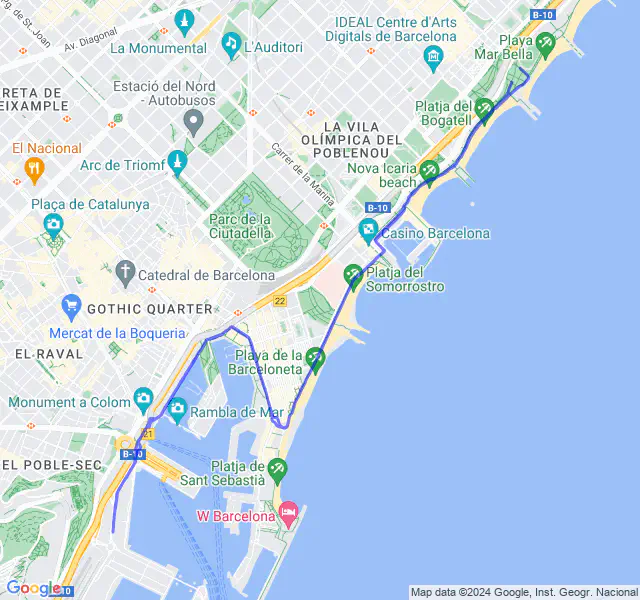 B-10
IDEAL Centre d'Arts
Digitals de Barcelona
Playa
Mar Bella
Av. Diagonal
La Monumental
L'Auditori
Estació del Nord
- Autobusos
RETA DE
EIXAMPLE
Platja del
Bogatell
LA VILA
OLÍMPICA DEL
POBLENOU
El Nacional
Arc de Triomf
Carrer de la Marina
Nova Icaria
beach
Plaça de Catalunya
B-10
Parc de la
Ciutadella
Casino Barcelona
Catedral de Barcelona
Platja del
Somorrostro
22
GOTHIC QUARTER
Mercat de la Boqueria
EL RAVAL
Playa de la
Barceloneta
Monument a Colom
Rambla de Mar
21
B-10
EL POBLE-SEC
Platja de
Sant Sebastià
W Barcelona
Google
B-10
Map data ©2024 Google, Inst. Geogr. Nacional